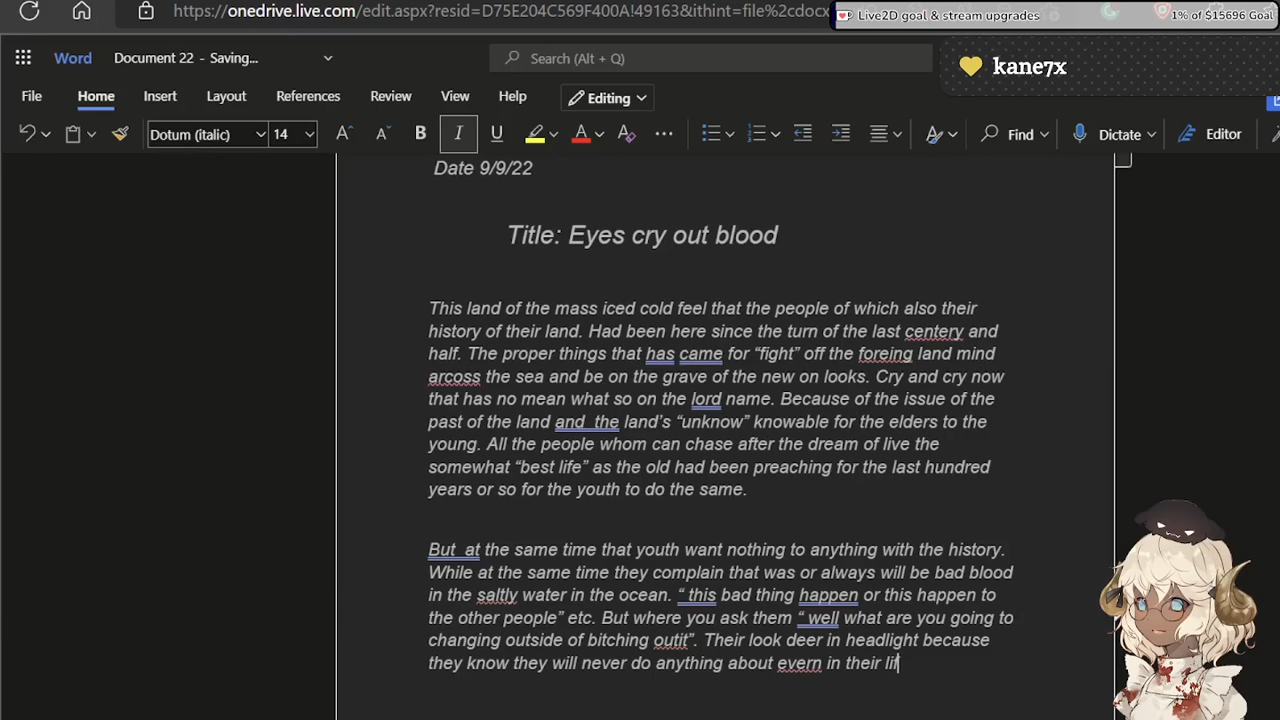 https://onedrive.live.com/edit.aspx?resid=D75E204C569F400A!49163&ithint=file%2cdocx
Live2D goal & stream upgrades 1% of $15696 Goal
Word Document 22 - Saving... Search (Alt + Q)
kane7x
File Home Insert Layout References Review View Help Editing
Dotum (italic) 14 B I U A Find Dictate Editor
Date 9/9/22
Title: Eyes cry out blood
This land of the mass iced cold feel that the people of which also their
history of their land. Had been here since the turn of the last centery and
half. The proper things that has came for “fight” off the foreing land mind
arcoss the sea and be on the grave of the new on looks. Cry and cry now
that has no mean what so on the lord name. Because of the issue of the
past of the land and  the land’s “unknow” knowable for the elders to the
young. All the people whom can chase after the dream of live the
somewhat “best life” as the old had been preaching for the last hundred
years or so for the youth to do the same.
But  at the same time that youth want nothing to anything with the history.
While at the same time they complain that was or always will be bad blood
in the saltly water in the ocean. “ this bad thing happen or this happen to
the other people” etc. But where you ask them “ well what are you going to
changing outside of bitching outit”. Their look deer in headlight because
they know they will never do anything about evern in their lif